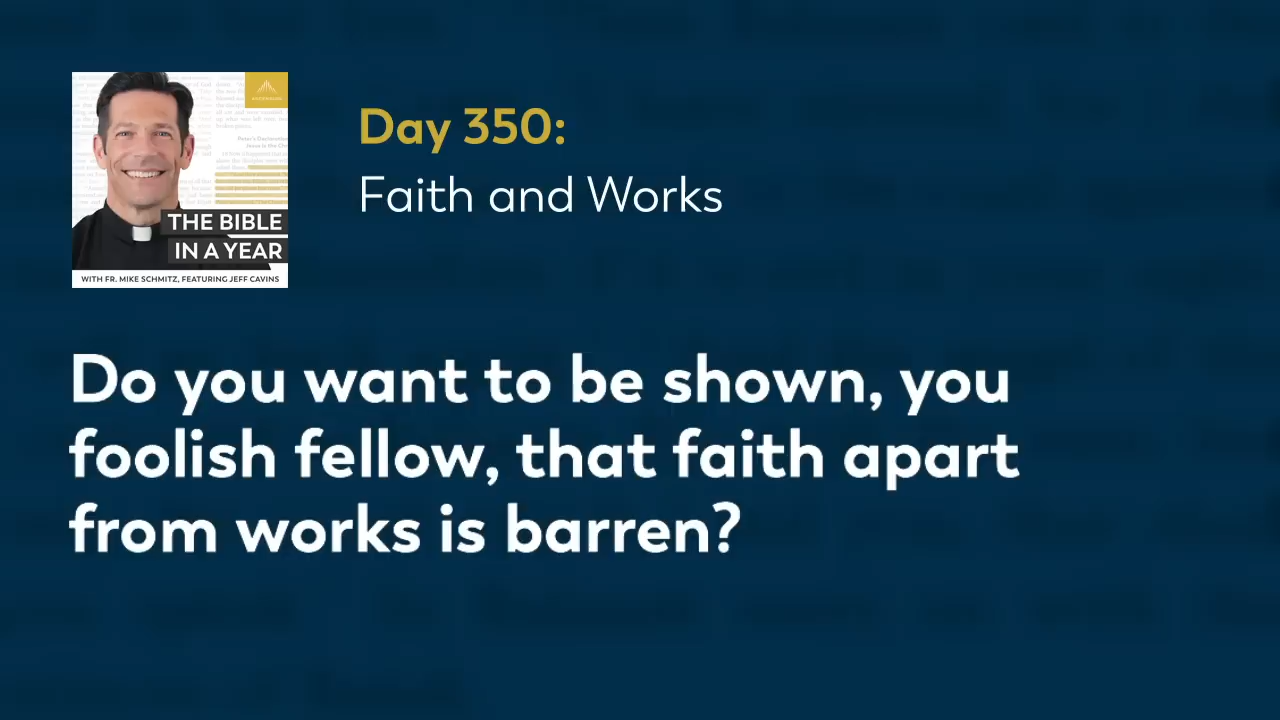 Day 350:
Faith and Works
THE BIBLE
IN A YEAR
WITH FR. MIKE SCHMITZ, FEATURING JEFF CAVINS
Do you want to be shown, you
foolish fellow, that faith apart
from works is barren?